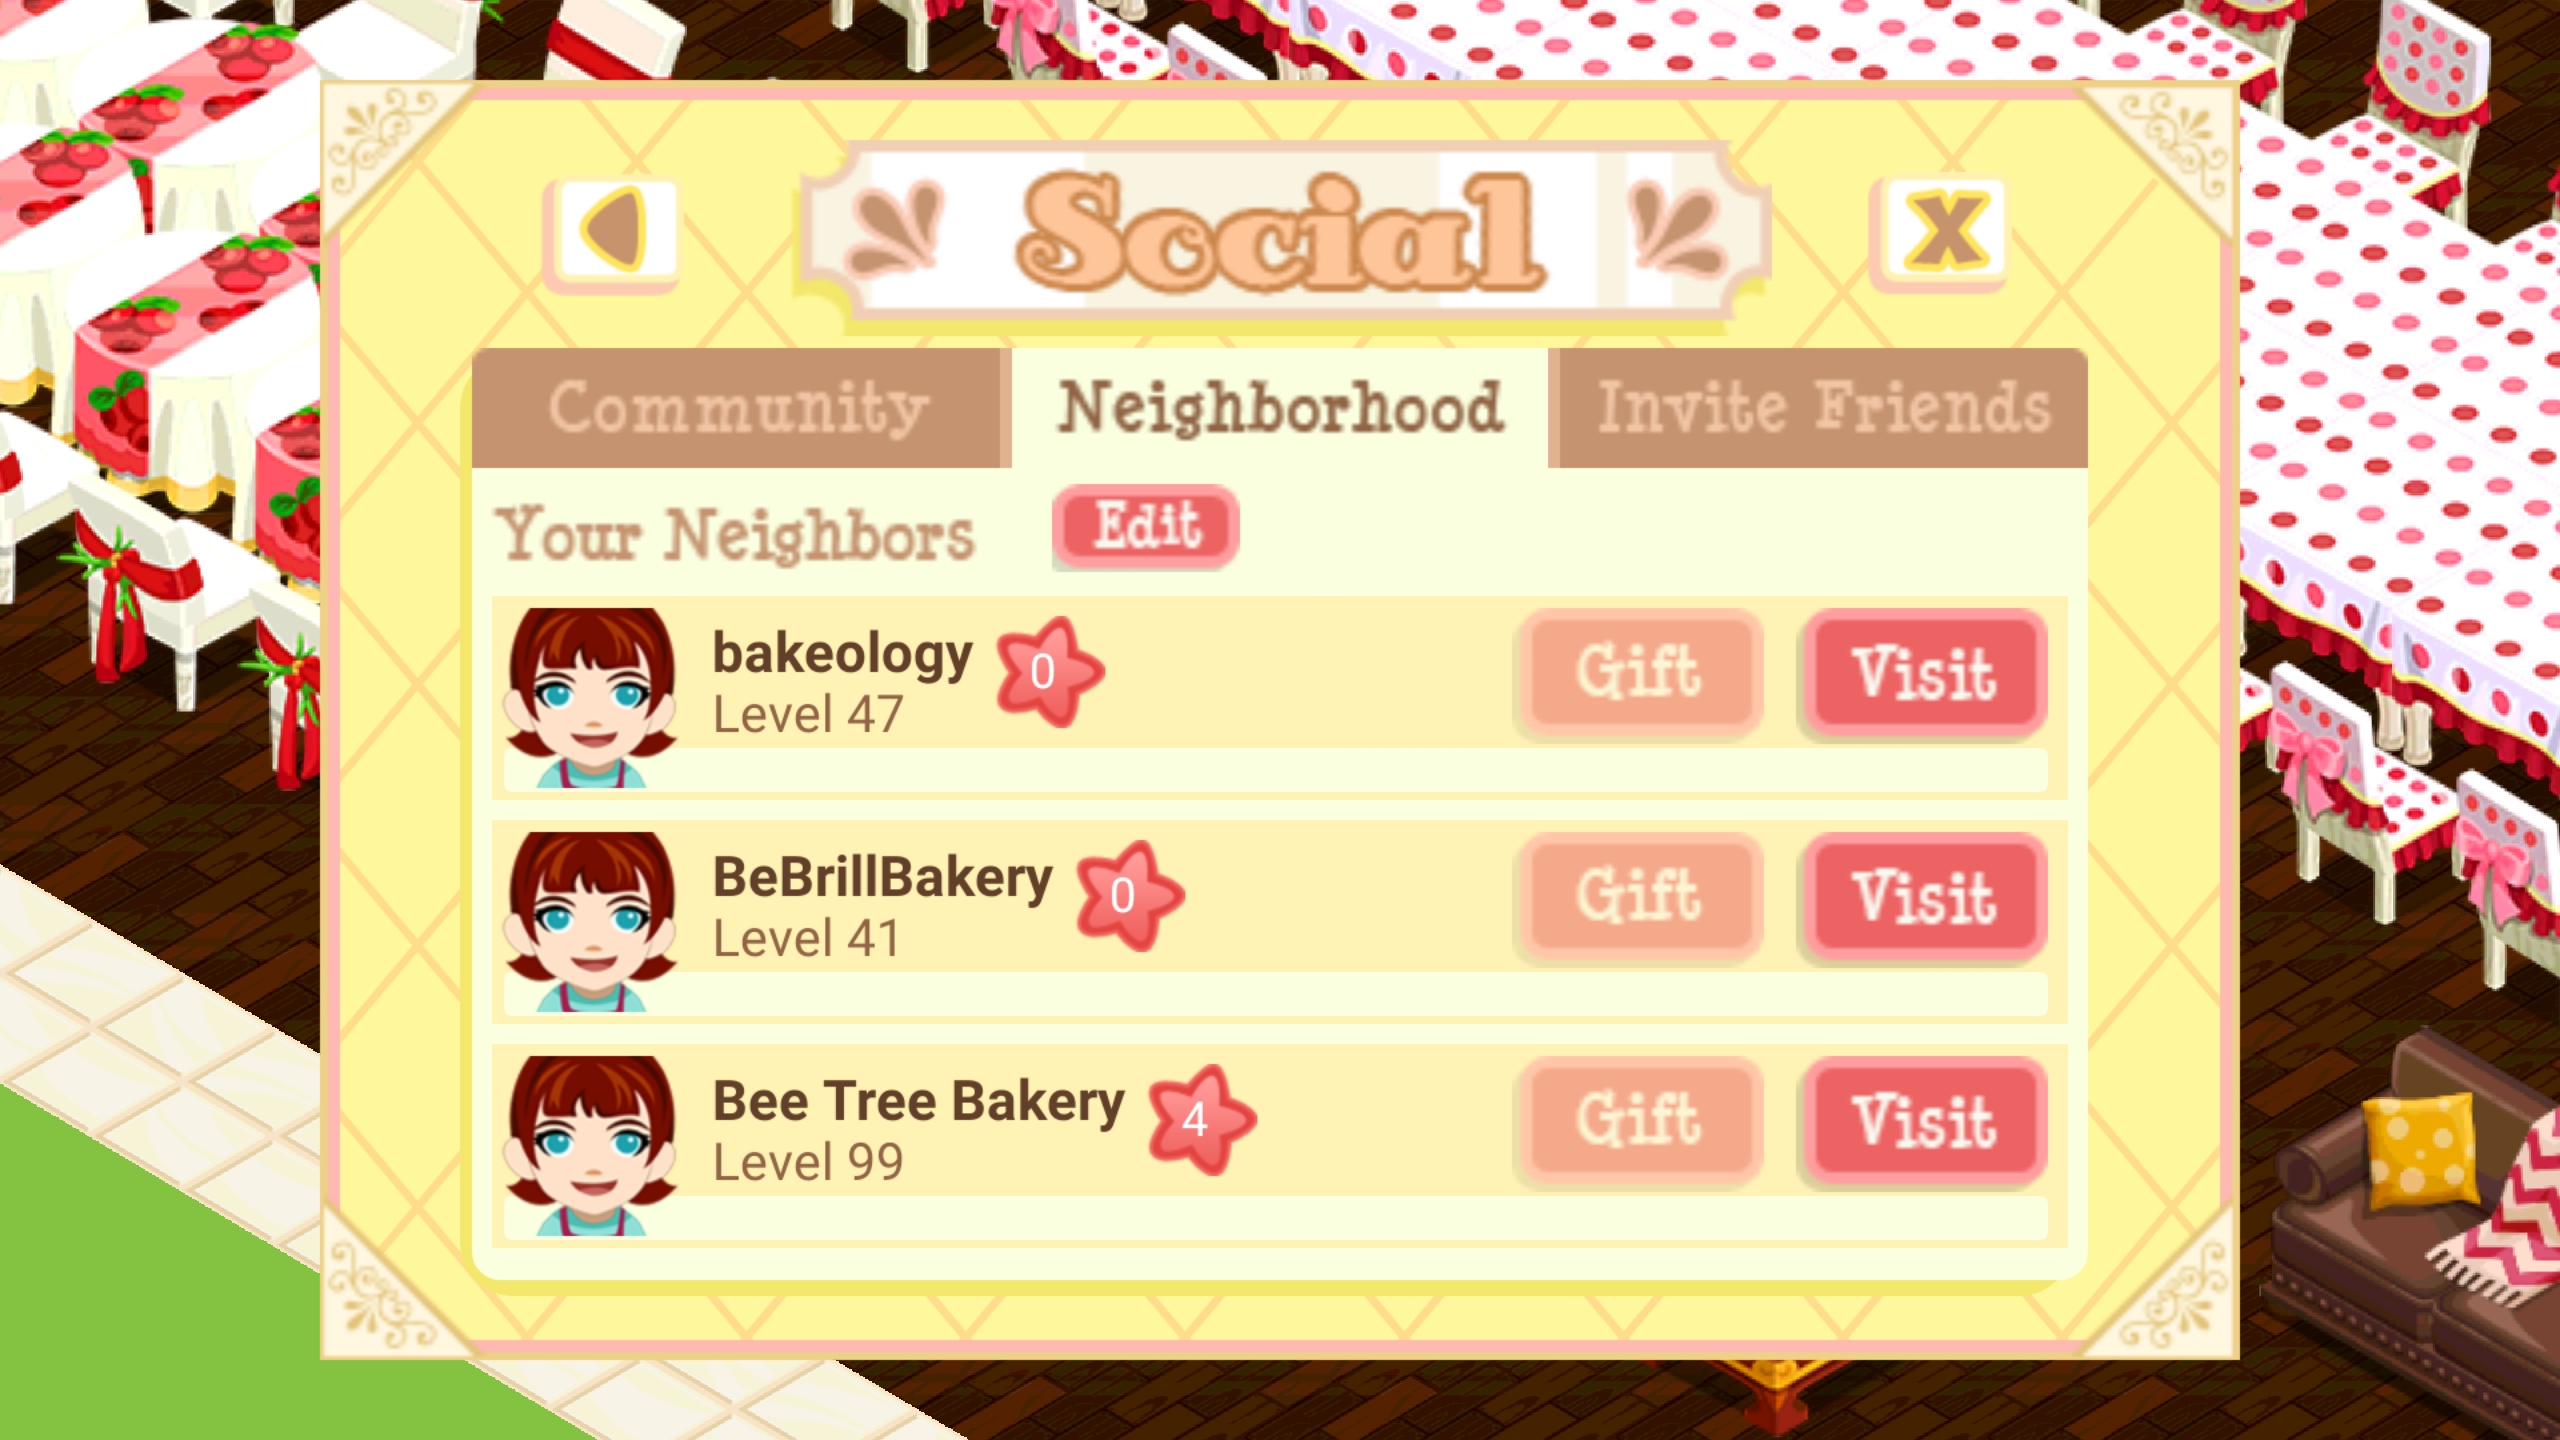 Social
Community
Neighborhood
Invite Friends
Your Neighbors
Edit
bakeology
0
Level 47
Gift
Visit
BeBrillBakery
0
Level 41
Gift
Visit
Bee Tree Bakery
4
Level 99
Gift
Visit